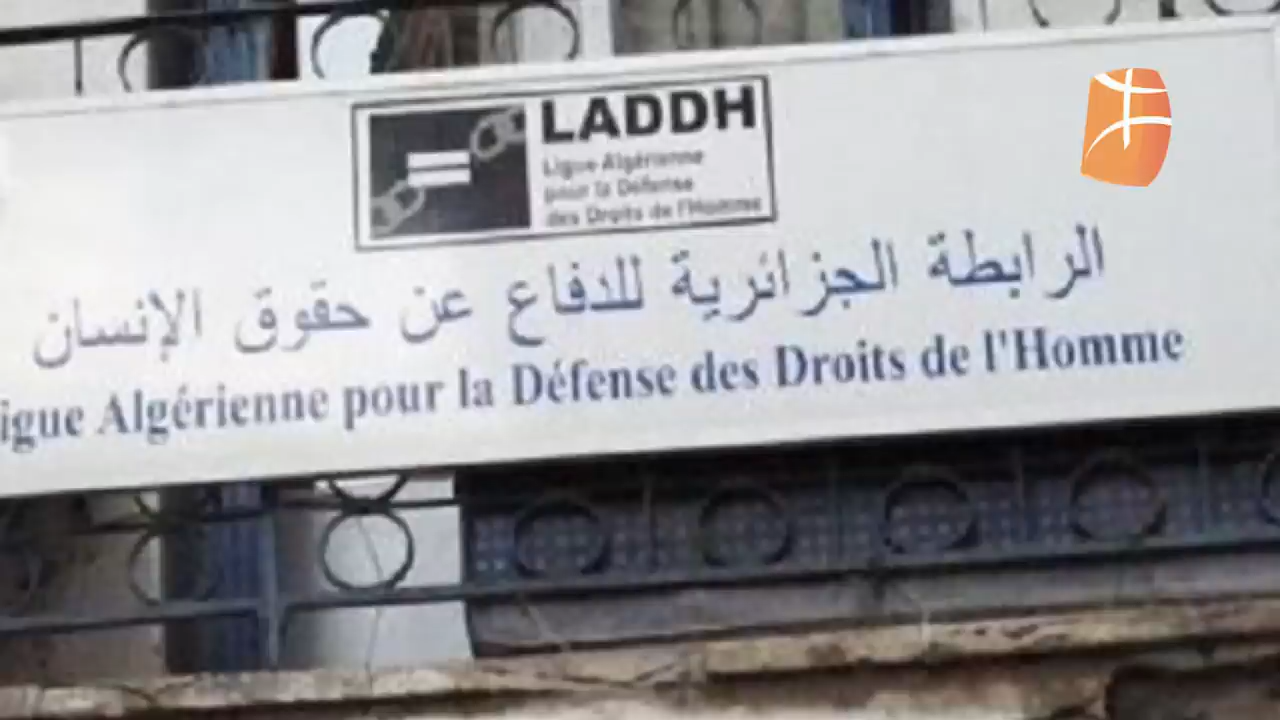 LADDH
Ligue Algérienne
pour la Défense
des Droits de l'Homme
الرابطة الجزائرية للدفاع عن حقوق الإنسان
igue Algérienne pour la Défense des Droits de l'Homme